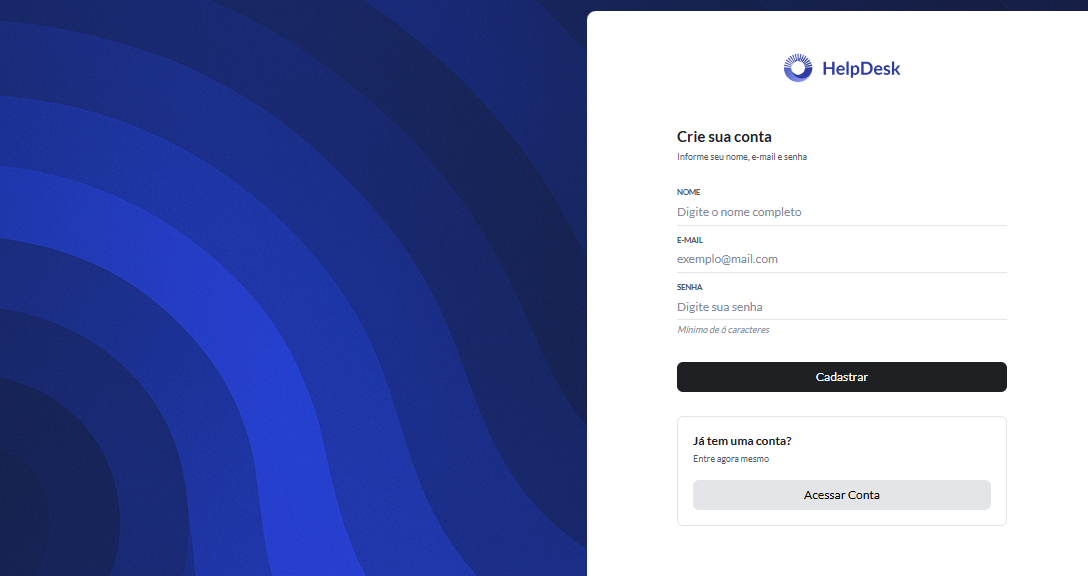 HelpDesk
Crie sua conta
Informe seu nome, e-mail e senha
NOME
Digite o nome completo
E-MAIL
exemplo@mail.com
SENHA
Digite sua senha
Mínimo de 6 caracteres
Cadastrar
Já tem uma conta?
Entre agora mesmo
Acessar Conta